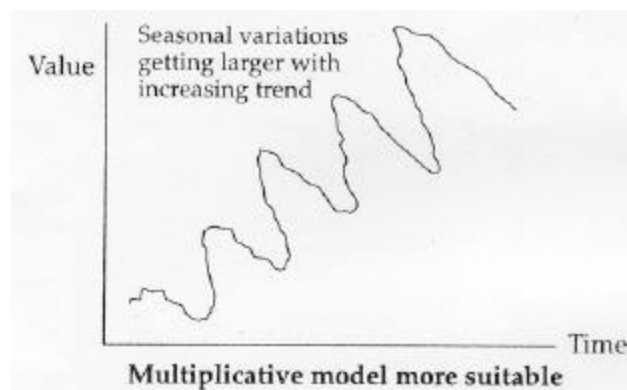 Seasonal variations
getting larger with
increasing trend
Value
Time
Multiplicative model more suitable